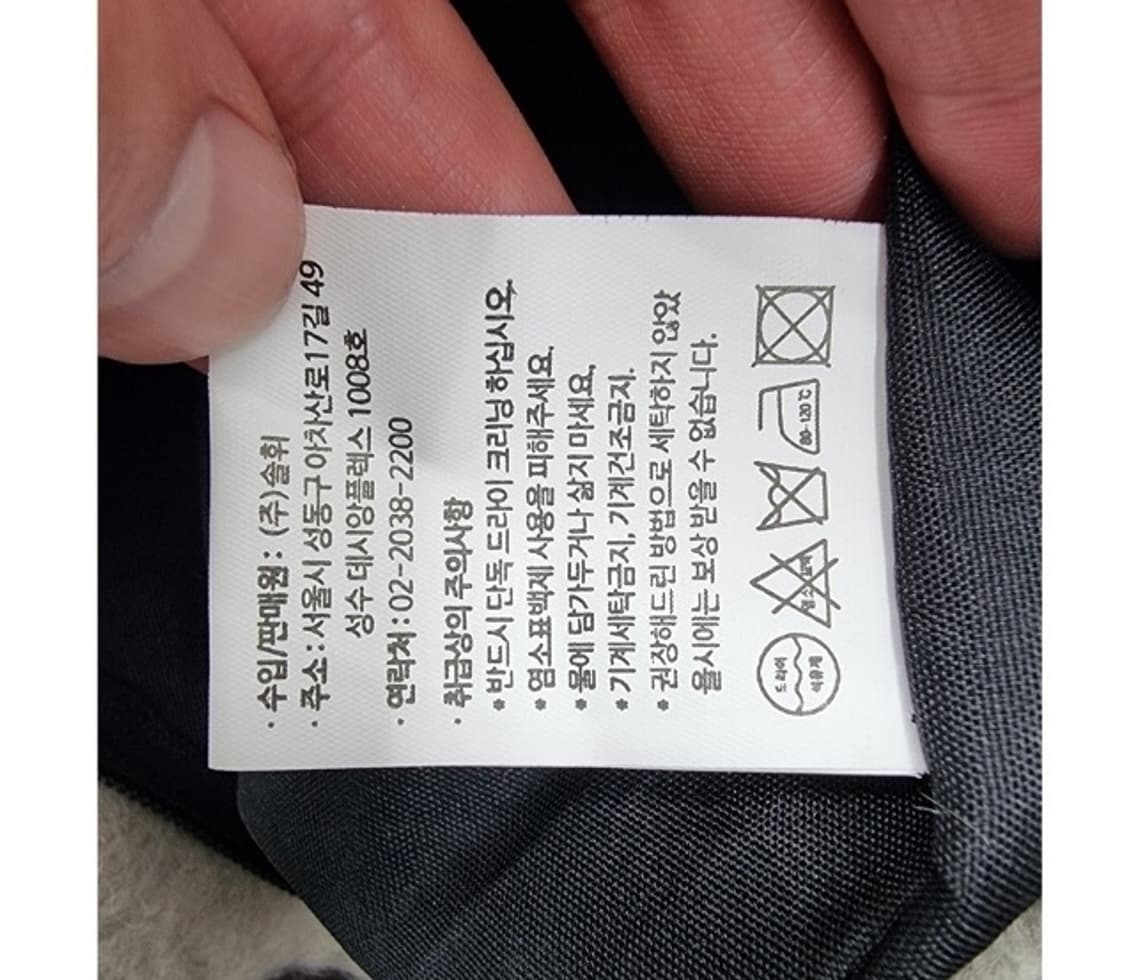 · 수입/판매원 : (주)솔휘
· 주소 : 서울시 성동구 아차산로17길 49
성수 데시앙플렉스 1008호
· 연락처 : 02-2038-2200
· 취급상의 주의사항
* 반드시 단독 드라이 크리닝 하십시오.
* 염소표백제 사용을 피해주세요.
* 물에 담가두거나 삶지 마세요.
* 기계세탁금지, 기계건조금지.
* 권장해드린 방법으로 세탁하지 않았
을시에는 보상 받을 수 없습니다.
드라이
석유계
염소표백
80~120℃